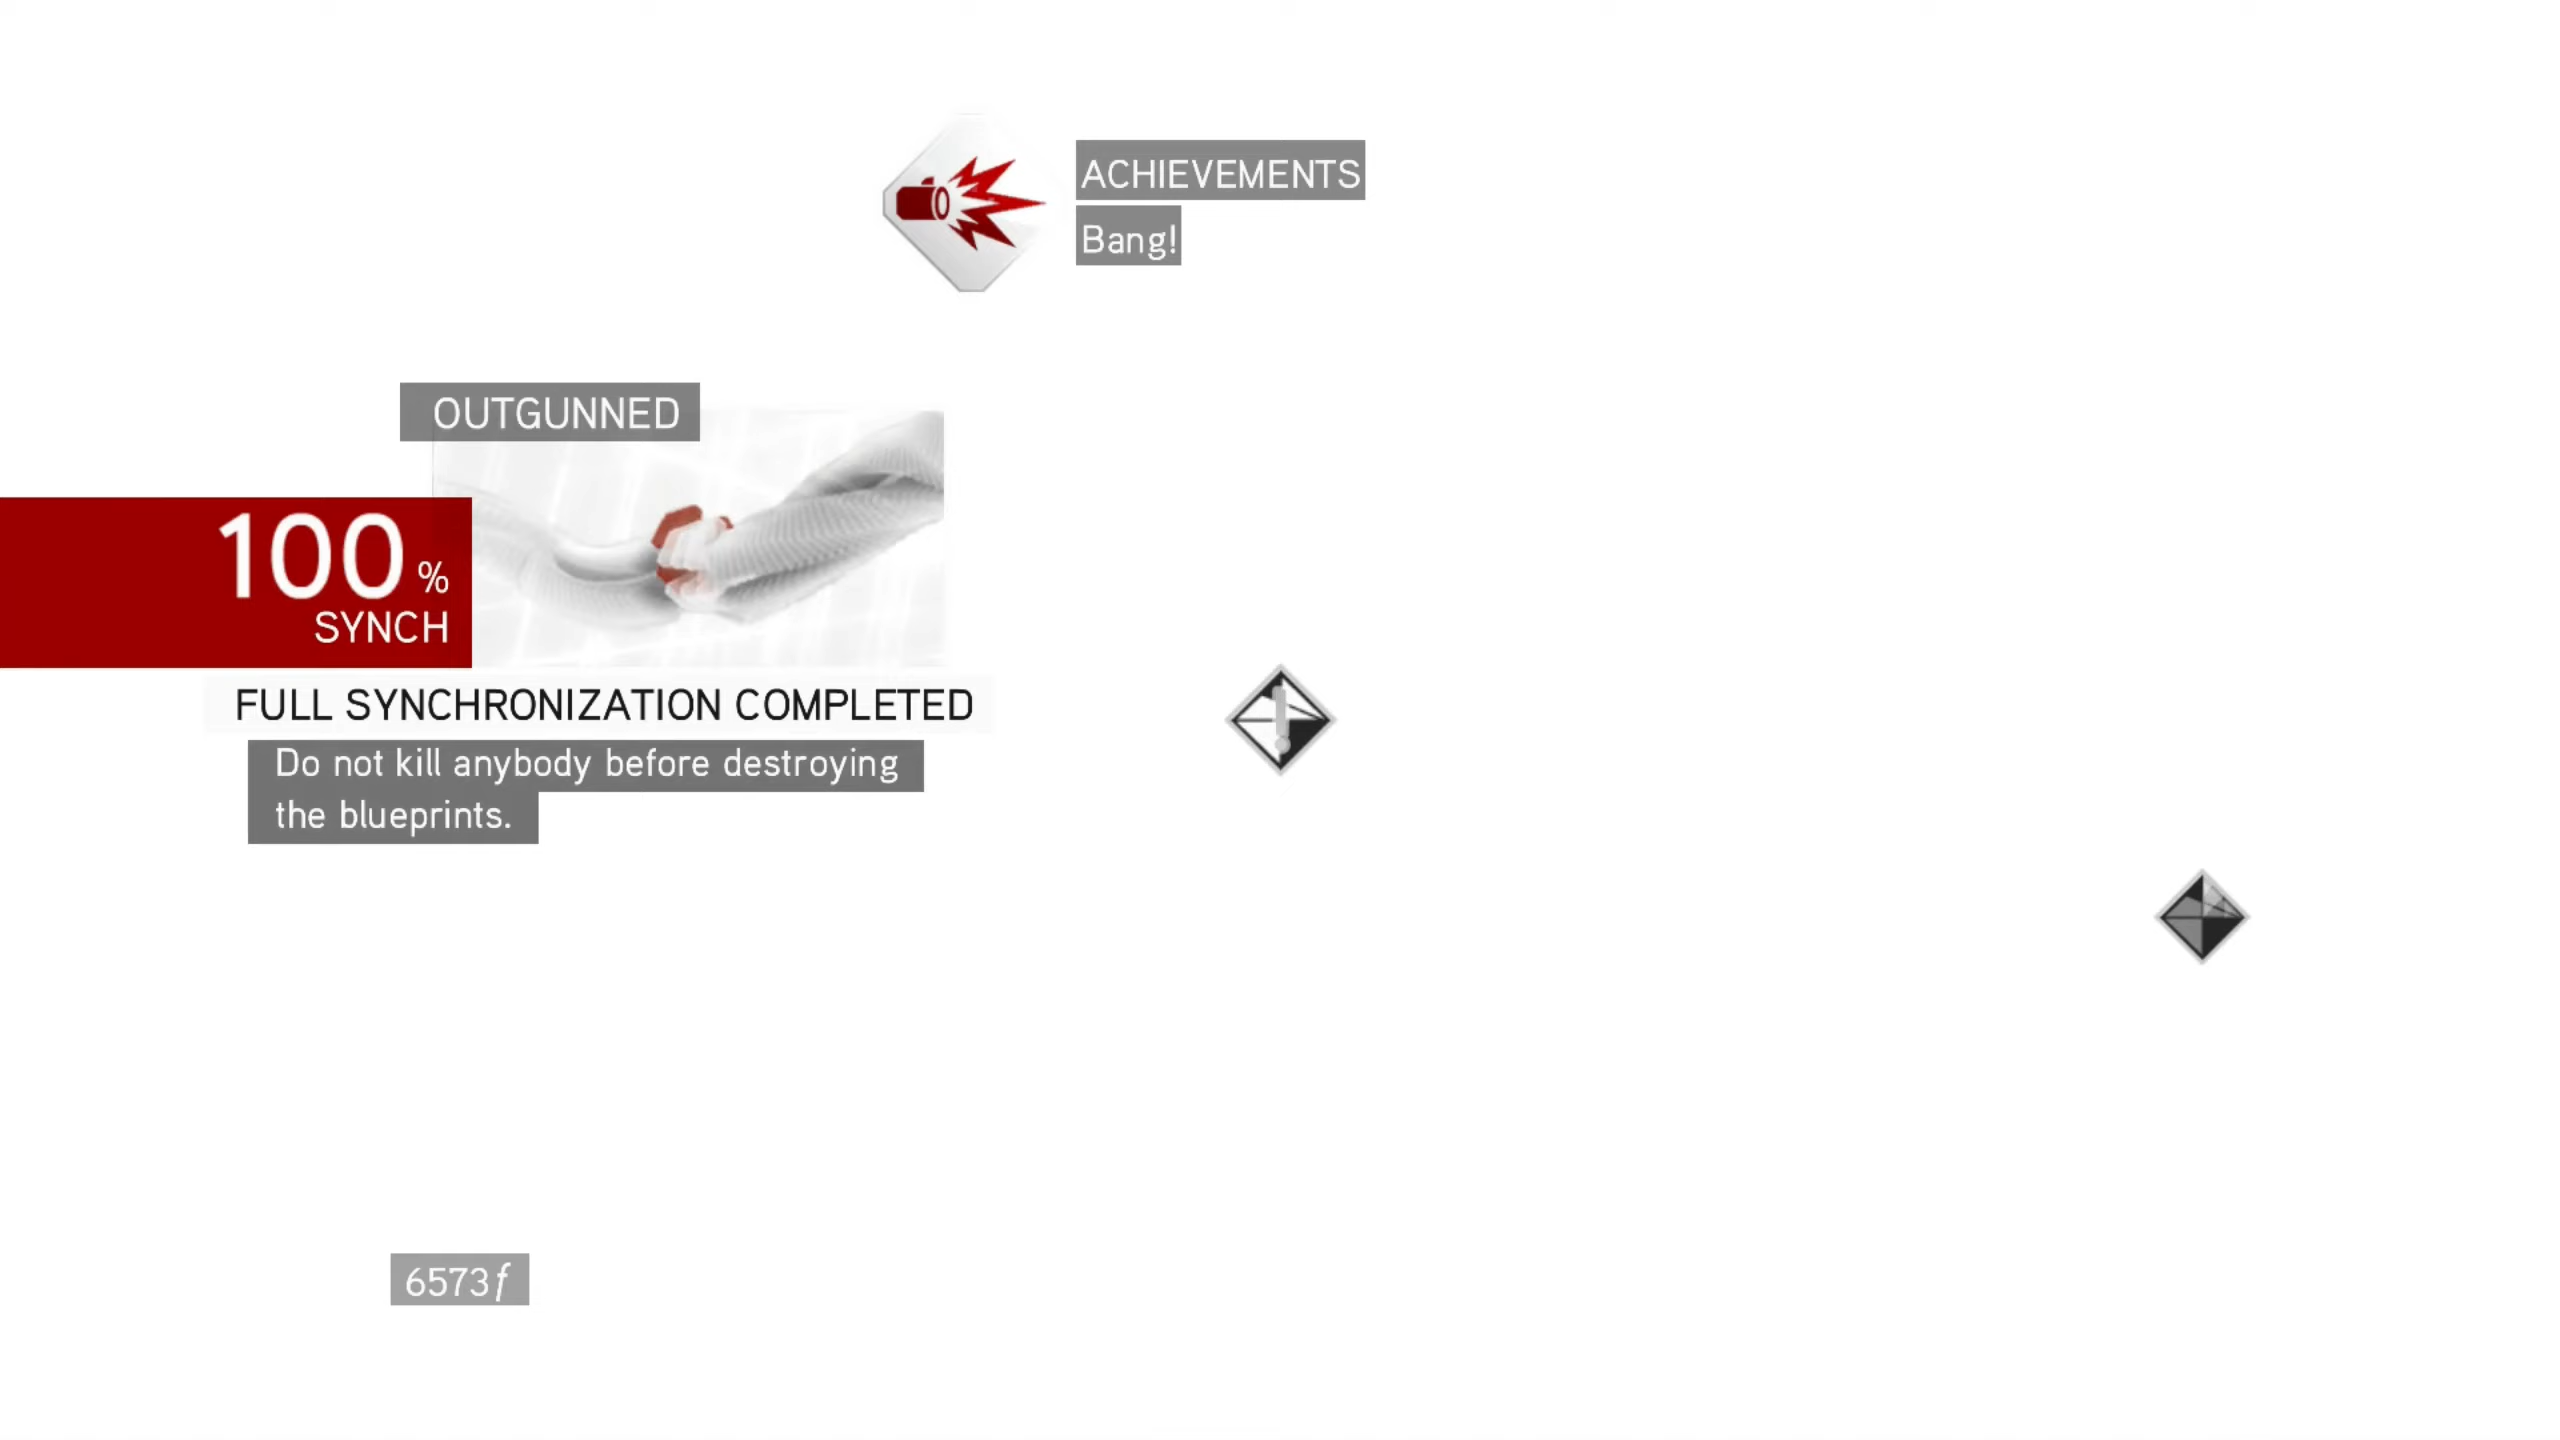 ACHIEVEMENTS
Bang!
OUTGUNNED
100 %
SYNCH
FULL SYNCHRONIZATION COMPLETED
Do not kill anybody before destroying
the blueprints.
6573ƒ